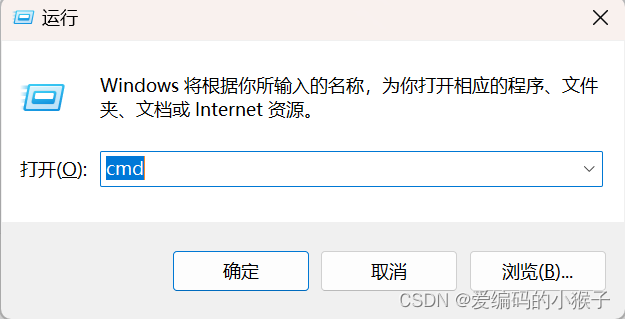 运行
Windows 将根据你所输入的名称，为你打开相应的程序、文件
夹、文档或 Internet 资源。
打开(O): cmd
确定 取消 浏览(B)...
CSDN @爱编码的小猴子